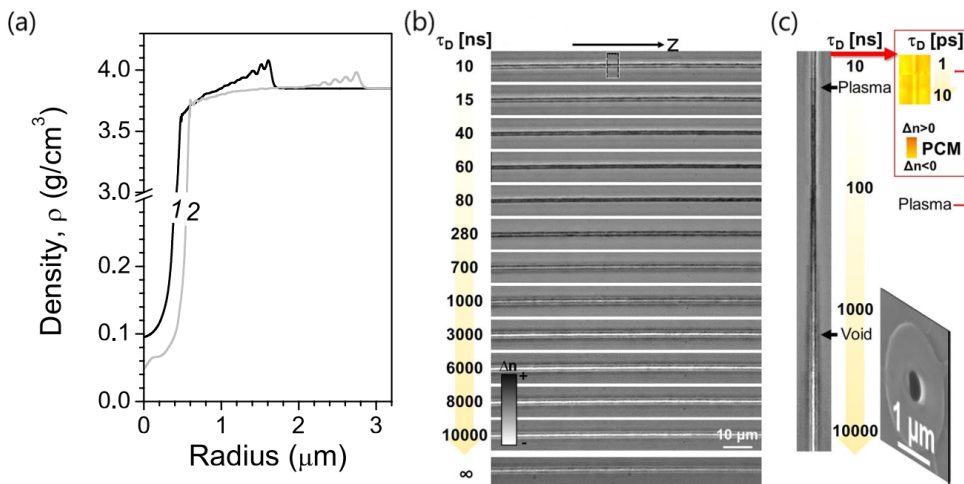 (a)
Density, ρ (g/cm³)
4.0
3.5
3.0
0.2
0.1
0.0
1 2
0 1 2 3
Radius (μm)
(b)
τD [ns]
Z
10
15
40
60
80
280
700
1000
3000
6000
8000
10000
∞
Δn
+
-
10 μm
(c)
τD [ns]
10
Plasma
100
1000
Void
10000
τD [ps]
1
10
Δn>0
PCM
Δn<0
Plasma
1 μm